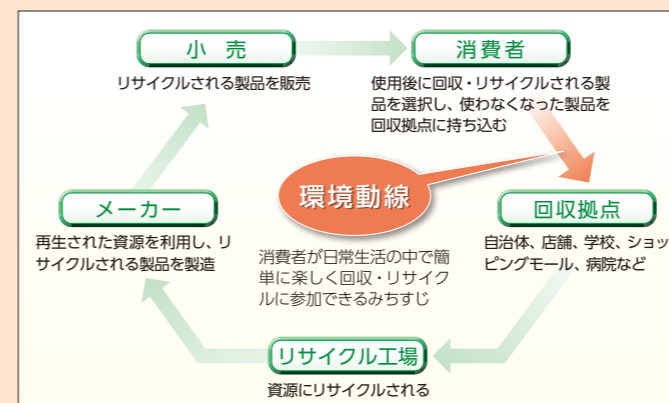 小売
リサイクルされる製品を販売
消費者
使用後に回収・リサイクルされる製
品を選択し、使わなくなった製品を
回収拠点に持ち込む
環境動線
消費者が日常生活の中で簡
単に楽しく回収・リサイク
ルに参加できるみちすじ
メーカー
再生された資源を利用し、リ
サイクルされる製品を製造
回収拠点
自治体、店舗、学校、ショッ
ピングモール、病院など
リサイクル工場
資源にリサイクルされる